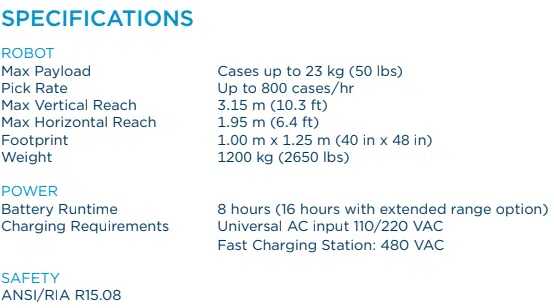 SPECIFICATIONS
ROBOT
Max Payload Cases up to 23 kg (50 lbs)
Pick Rate Up to 800 cases/hr
Max Vertical Reach 3.15 m (10.3 ft)
Max Horizontal Reach 1.95 m (6.4 ft)
Footprint 1.00 m x 1.25 m (40 in x 48 in)
Weight 1200 kg (2650 lbs)
POWER
Battery Runtime 8 hours (16 hours with extended range option)
Charging Requirements Universal AC input 110/220 VAC
Fast Charging Station: 480 VAC
SAFETY
ANSI/RIA R15.08